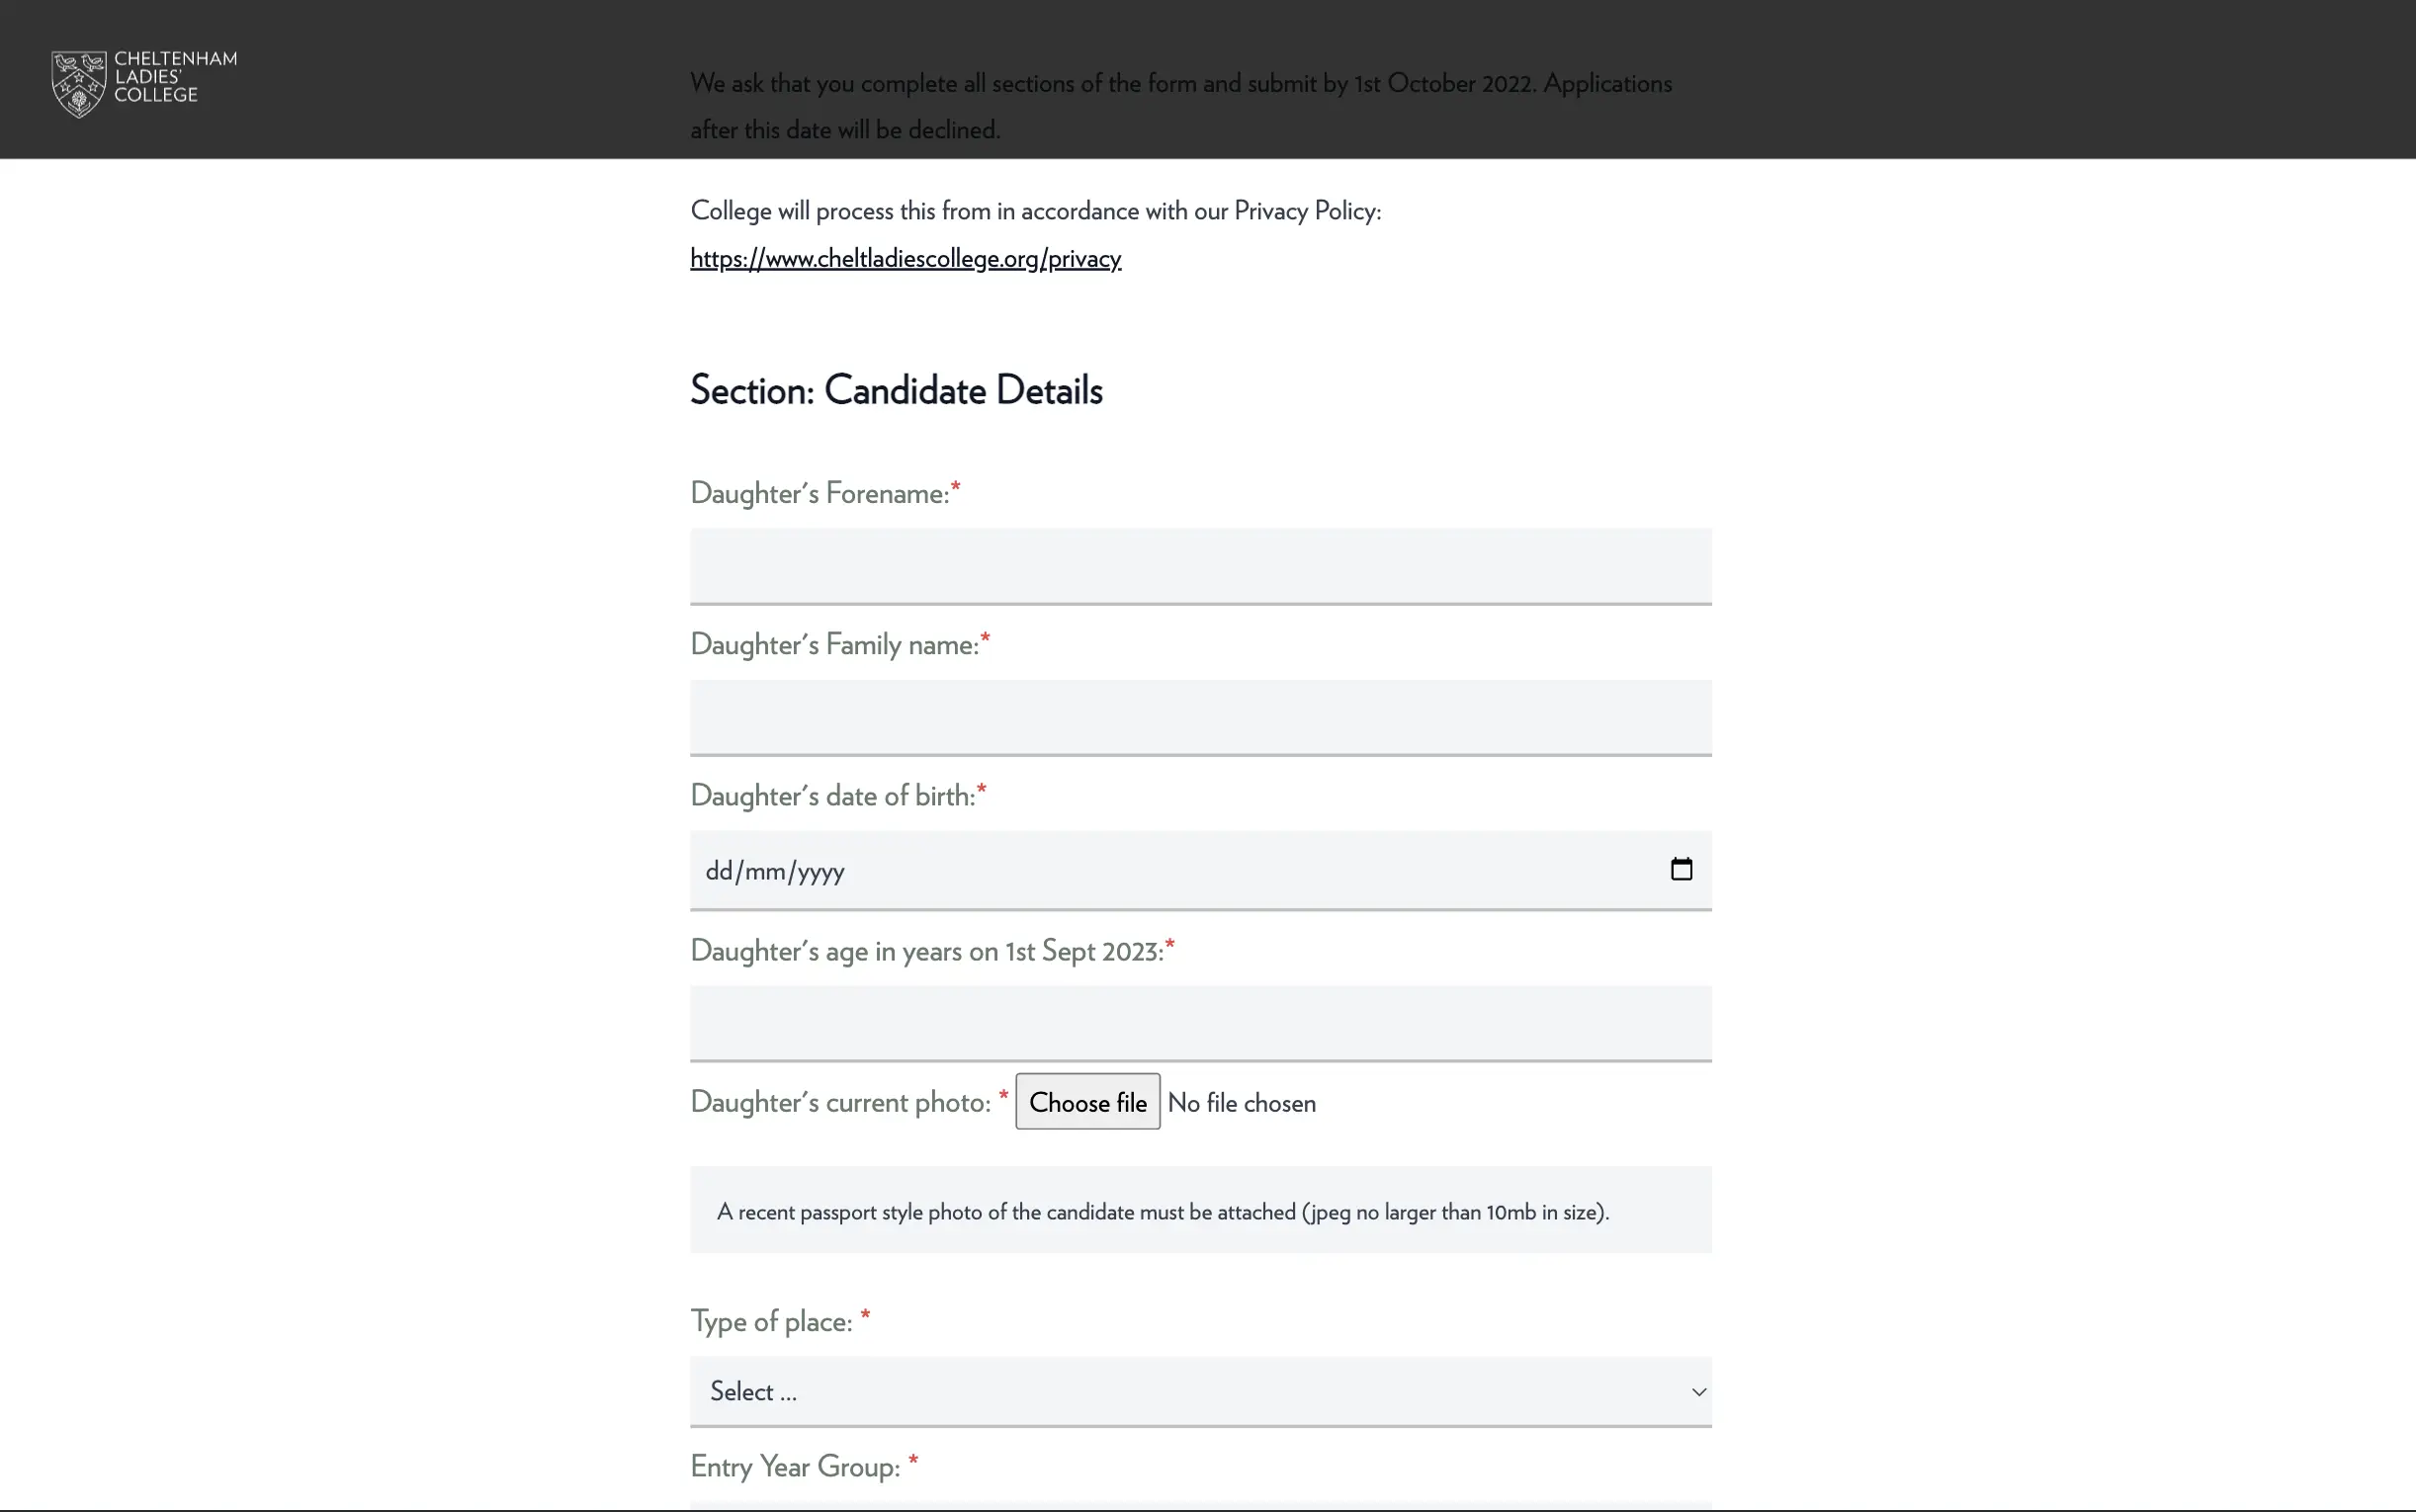 CHELTENHAM
LADIES'
COLLEGE
We ask that you complete all sections of the form and submit by 1st October 2022. Applications
after this date will be declined.
College will process this from in accordance with our Privacy Policy:
https://www.cheltladiescollege.org/privacy
Section: Candidate Details
Daughter's Forename:*
Daughter's Family name:*
Daughter's date of birth:*
dd/mm/yyyy
Daughter's age in years on 1st Sept 2023:*
Daughter's current photo: * Choose file No file chosen
A recent passport style photo of the candidate must be attached (jpeg no larger than 10mb in size).
Type of place: *
Select ...
Entry Year Group: *